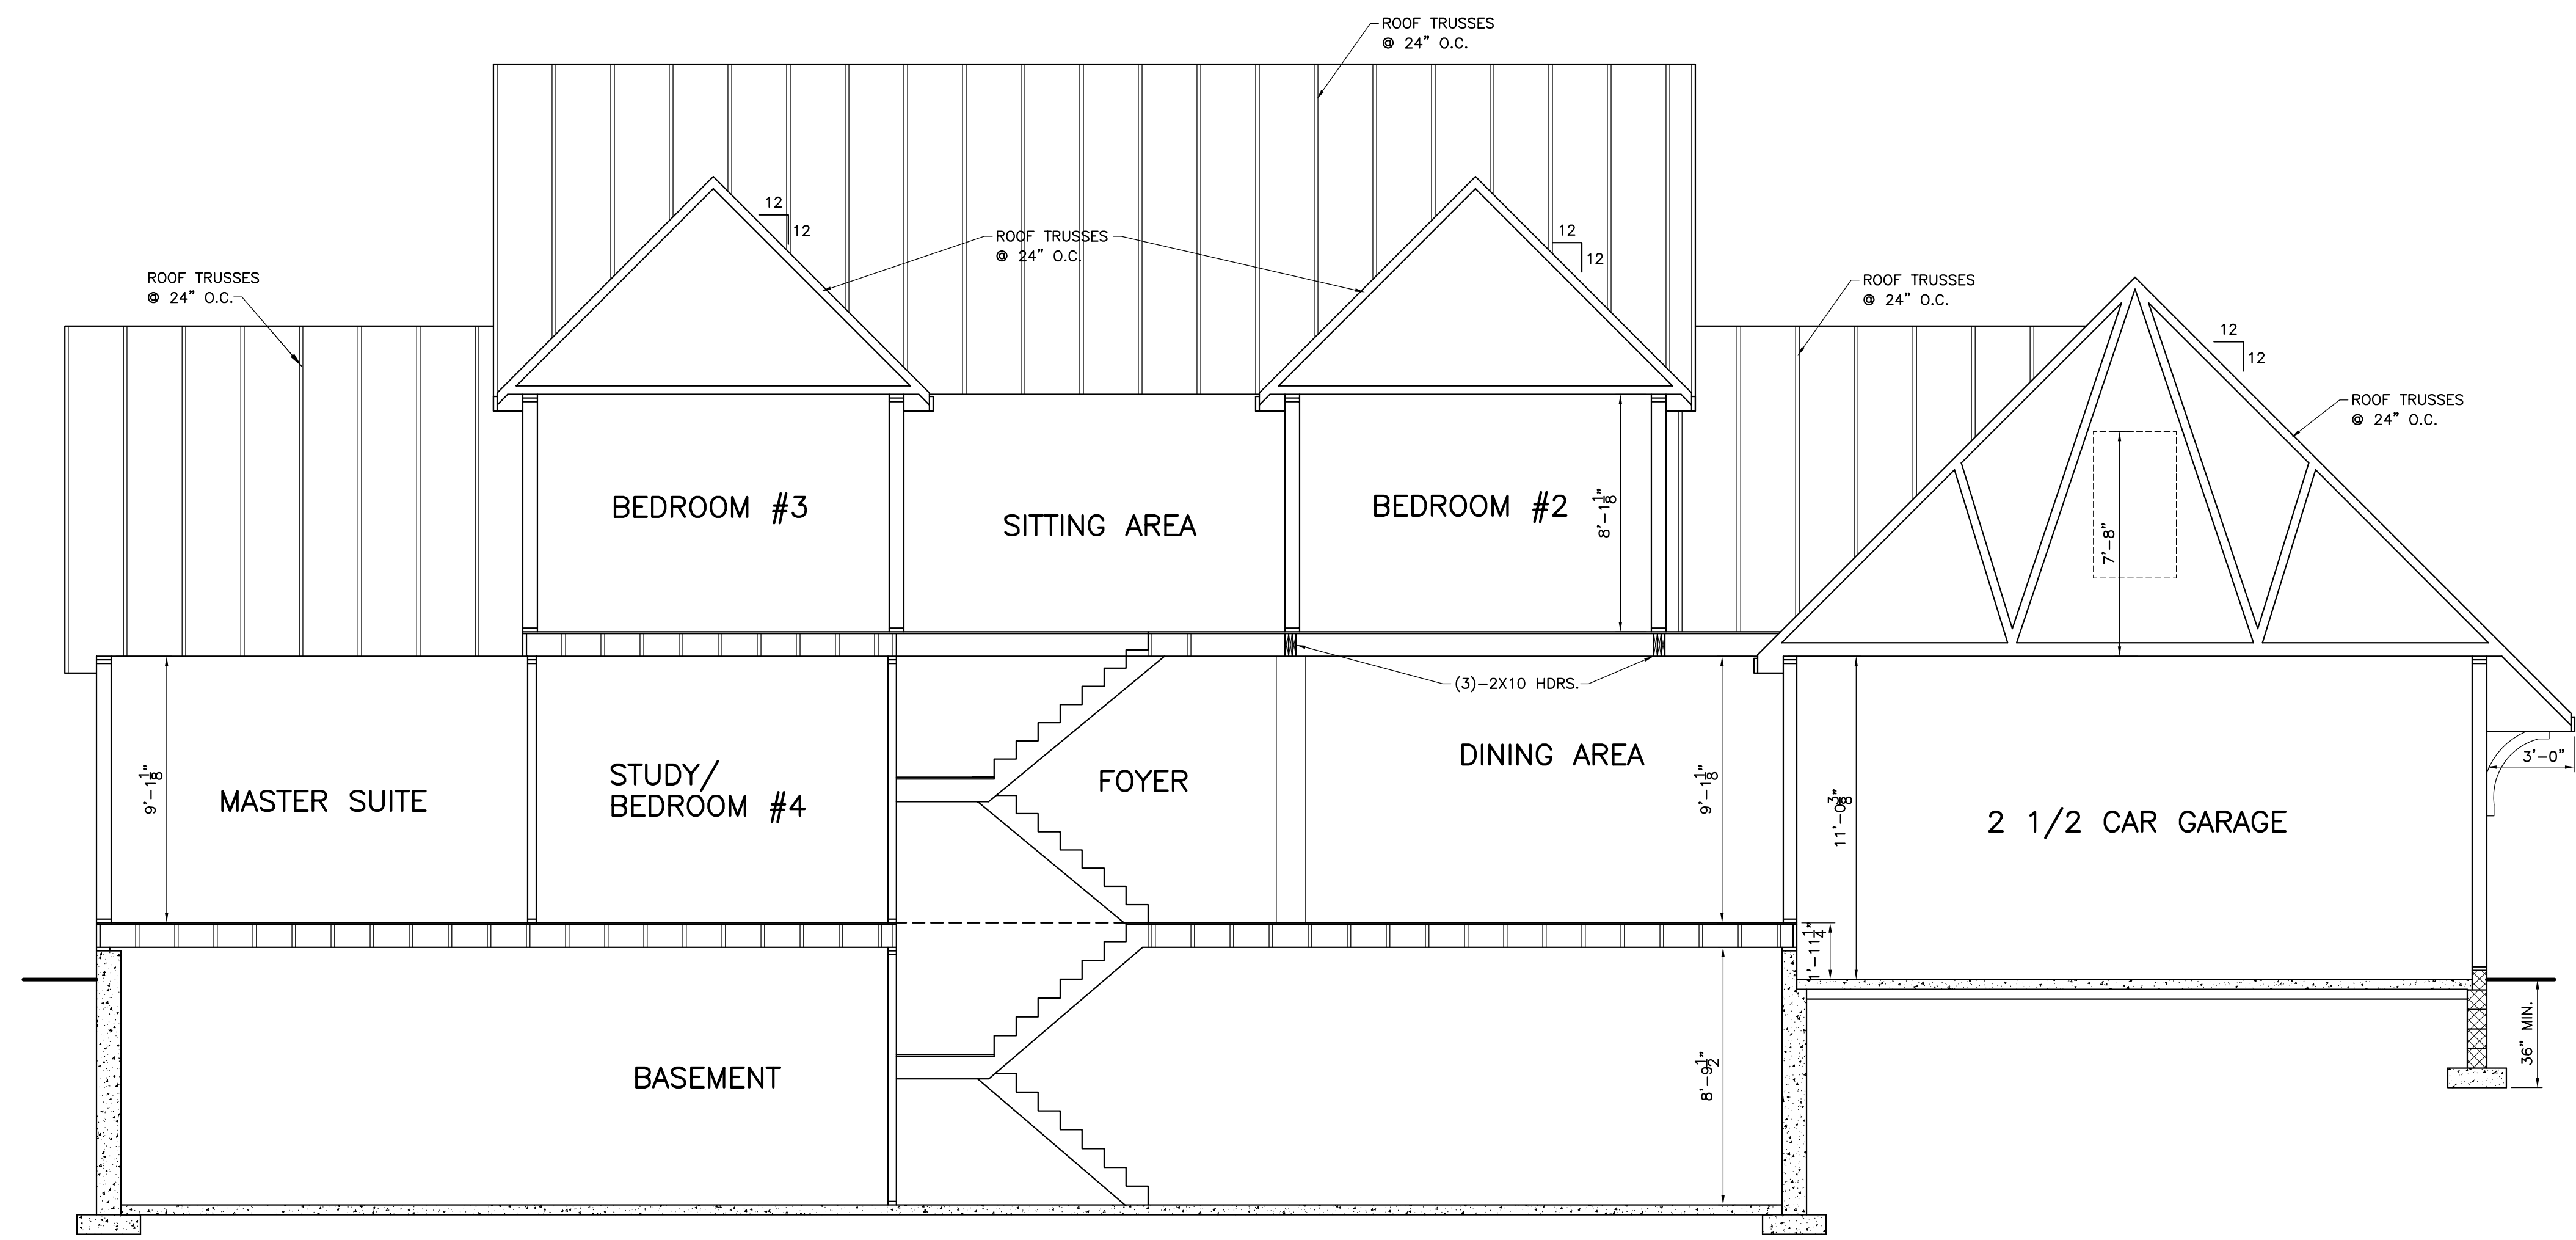 ROOF TRUSSES
@ 24" O.C.
12
12
ROOF TRUSSES
@ 24" O.C.
12
12
ROOF TRUSSES
@ 24" O.C.
ROOF TRUSSES
@ 24" O.C.
12
12
ROOF TRUSSES
@ 24" O.C.
BEDROOM #3
SITTING AREA
BEDROOM #2
8'-1 1/8"
7'-8"
(3)-2X10 HDRS.
9'-1 1/8"
MASTER SUITE
STUDY/
BEDROOM #4
FOYER
DINING AREA
9'-1 1/8"
11'-0 3/8"
2 1/2 CAR GARAGE
3'-0"
1'-11 1/4"
36" MIN.
BASEMENT
8'-9 1/2"